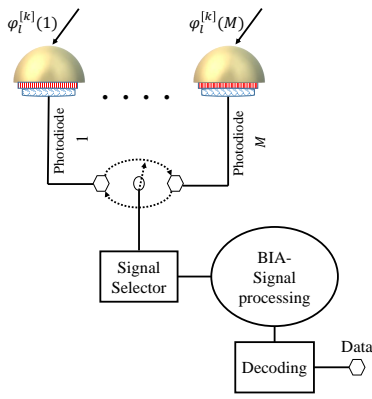 φ_l^{[k]}(1)
φ_l^{[k]}(M)
Photodiode
1
Photodiode
M
Signal
Selector
BIA-
Signal
processing
Decoding
Data